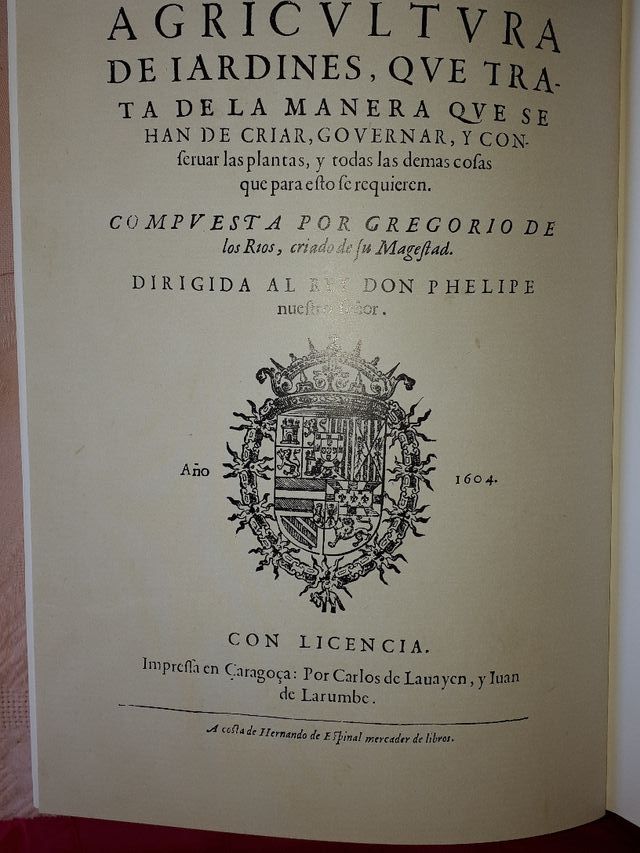 AGRICVLTVRA
DE IARDINES, QVE TRA-
TA DE LA MANERA QVE SE
HAN DE CRIAR, GOVERNAR, Y CON-
ſeruar las plantas, y todas las demas coſas
que para eſto ſe requieren.
COMPVESTA POR GREGORIO DE
los Rios, criado de ſu Mageſtad.
DIRIGIDA AL REY DON PHELIPE
nueſtro ſeñor.
Año 1604.
CON LICENCIA.
Impreſſa en Çaragoça: Por Carlos de Lauayen, y Iuan
de Larumbe.
A coſta de Hernando de Eſpinal mercader de libros.